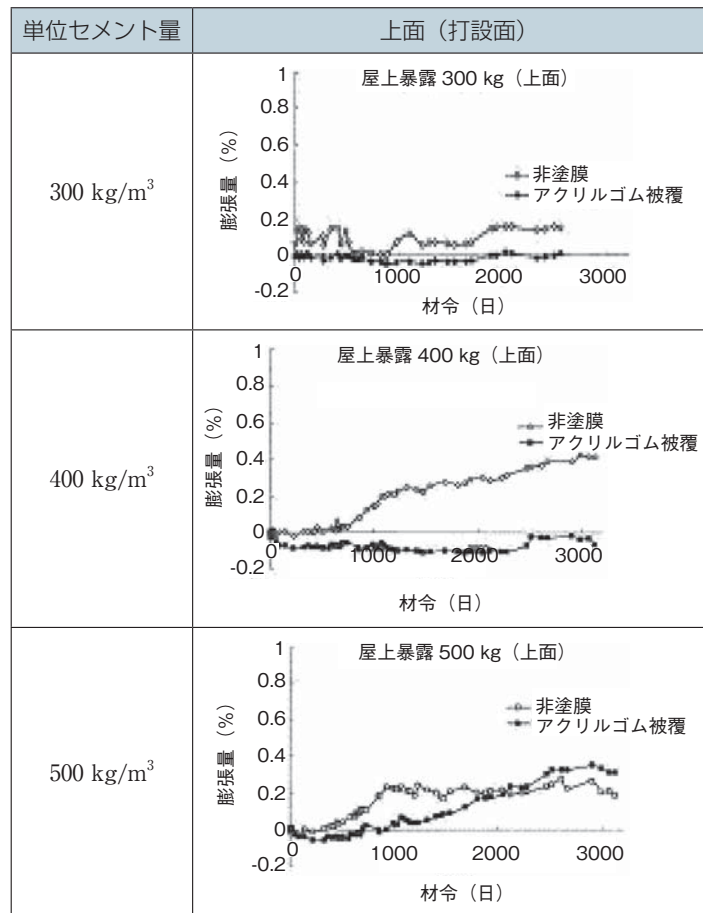 単位セメント量
上面（打設面）
300 kg/m³
屋上暴露 300 kg（上面）
膨張量（%）
1
0.8
0.6
0.4
0.2
0
-0.2
非塗膜
アクリルゴム被覆
0
1000
2000
3000
材令（日）
400 kg/m³
屋上暴露 400 kg（上面）
膨張量（%）
1
0.8
0.6
0.4
0.2
0
-0.2
非塗膜
アクリルゴム被覆
0
1000
2000
3000
材令（日）
500 kg/m³
屋上暴露 500 kg（上面）
膨張量（%）
1
0.8
0.6
0.4
0.2
0
-0.2
非塗膜
アクリルゴム被覆
0
1000
2000
3000
材令（日）